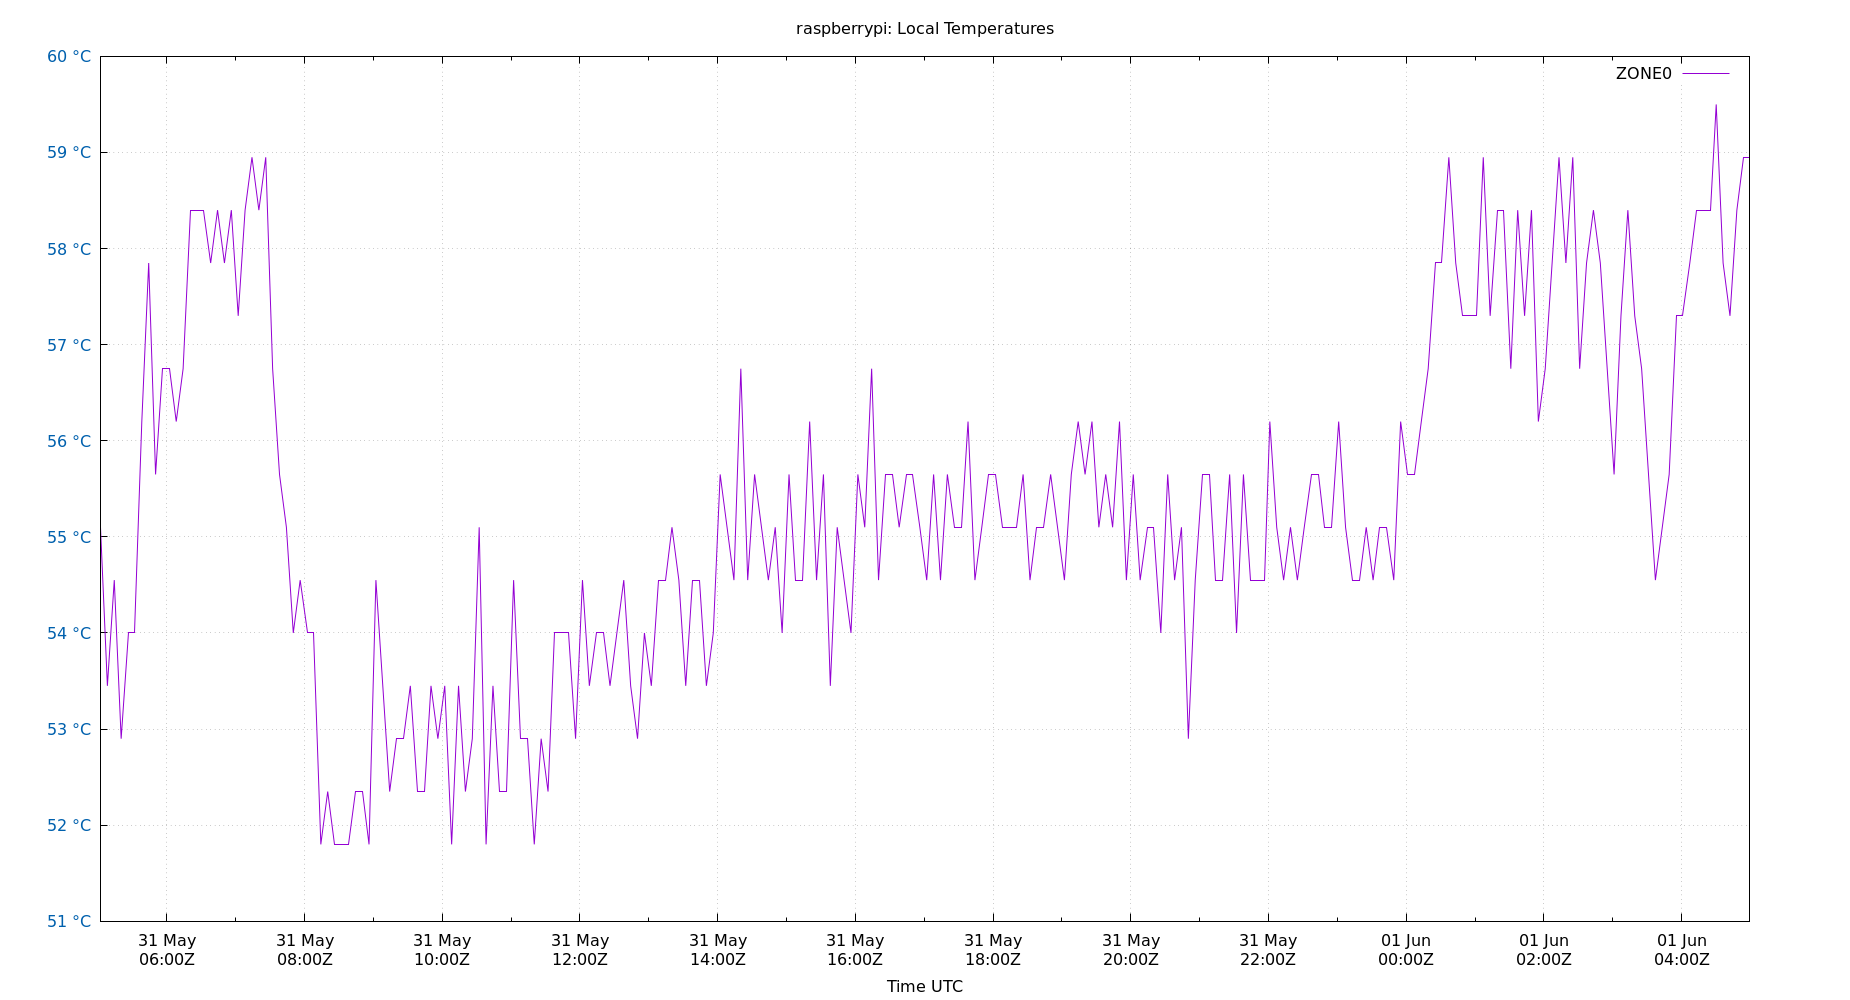 raspberrypi: Local Temperatures
ZONE0
60 °C
59 °C
58 °C
57 °C
56 °C
55 °C
54 °C
53 °C
52 °C
51 °C
31 May 31 May 31 May 31 May 31 May 31 May 31 May 31 May 31 May 01 Jun 01 Jun 01 Jun
06:00Z 08:00Z 10:00Z 12:00Z 14:00Z 16:00Z 18:00Z 20:00Z 22:00Z 00:00Z 02:00Z 04:00Z
Time UTC